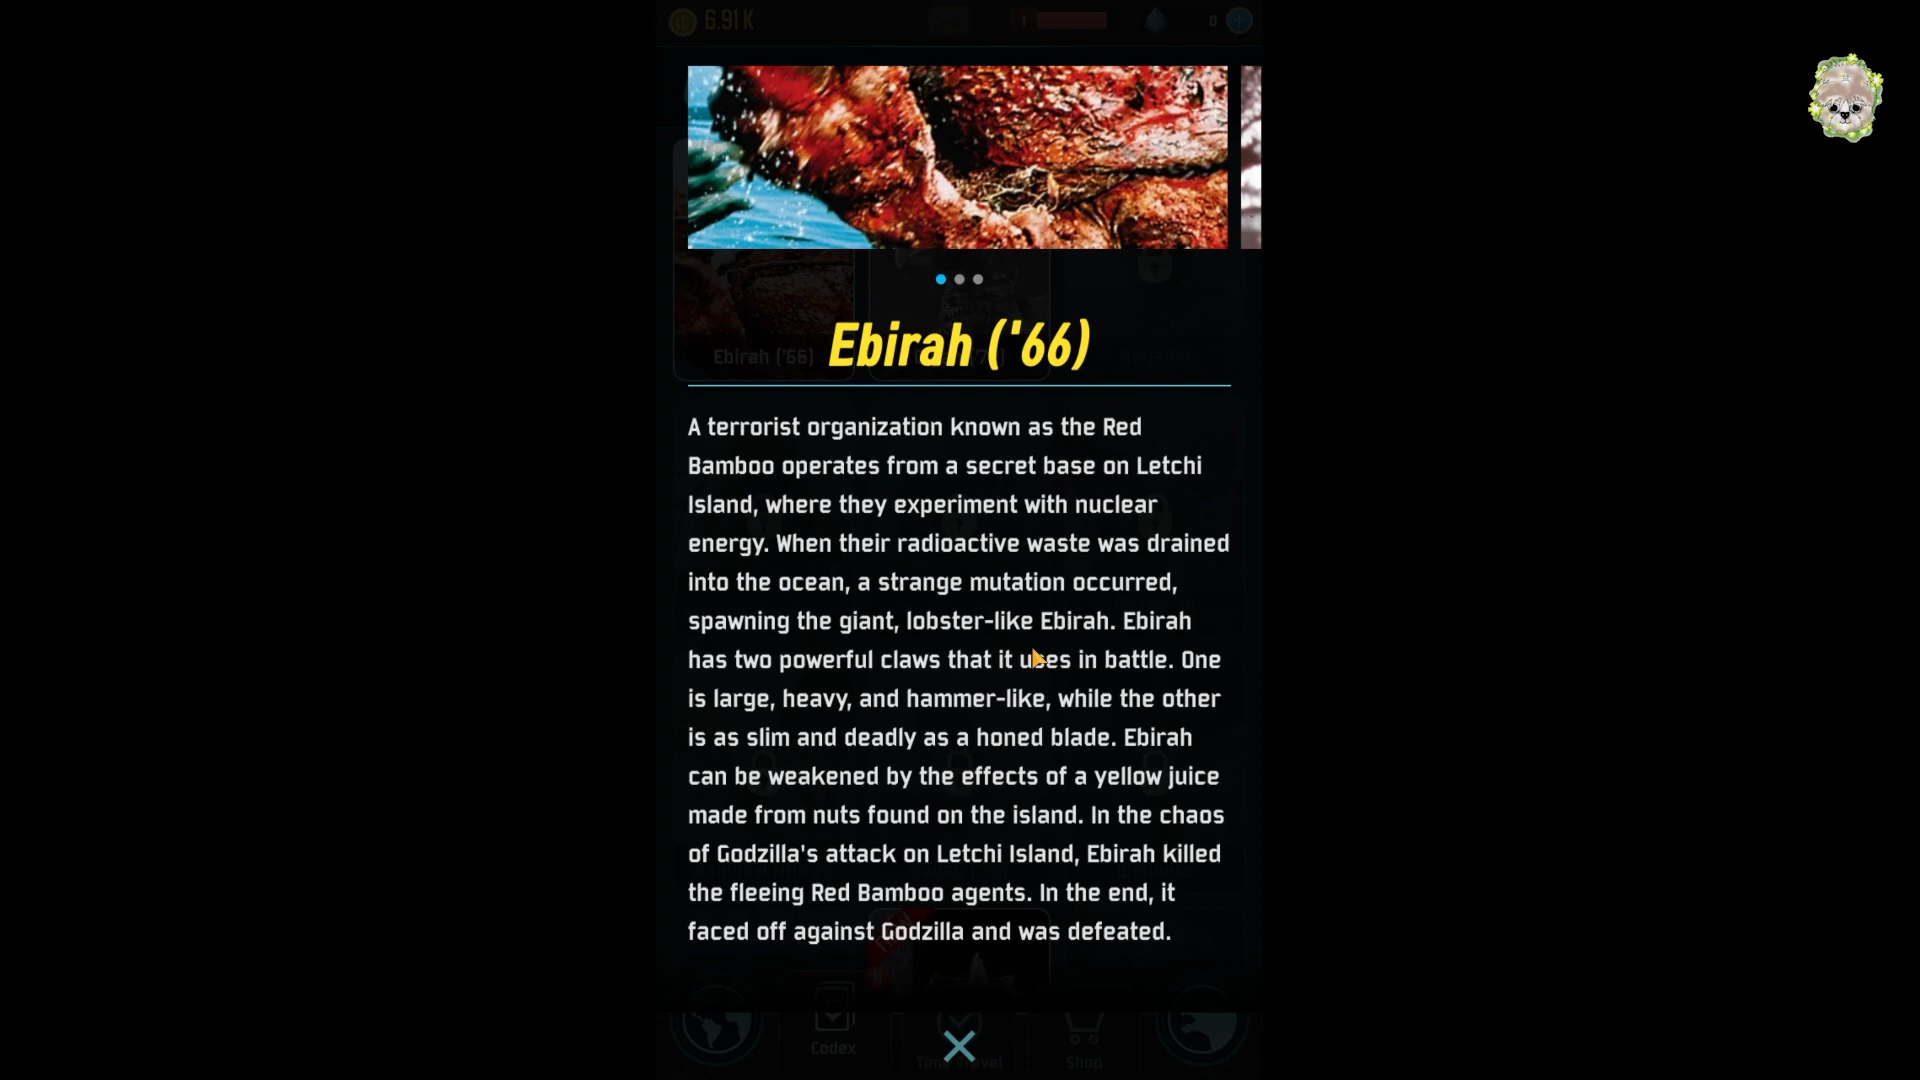 6.91K
0
Ebirah ('66)
Ebirah ('66)
A terrorist organization known as the Red
Bamboo operates from a secret base on Letchi
Island, where they experiment with nuclear
energy. When their radioactive waste was drained
into the ocean, a strange mutation occurred,
spawning the giant, lobster-like Ebirah. Ebirah
has two powerful claws that it uses in battle. One
is large, heavy, and hammer-like, while the other
is as slim and deadly as a honed blade. Ebirah
can be weakened by the effects of a yellow juice
made from nuts found on the island. In the chaos
of Godzilla's attack on Letchi Island, Ebirah killed
the fleeing Red Bamboo agents. In the end, it
faced off against Godzilla and was defeated.
Codex
Time Travel
Shop